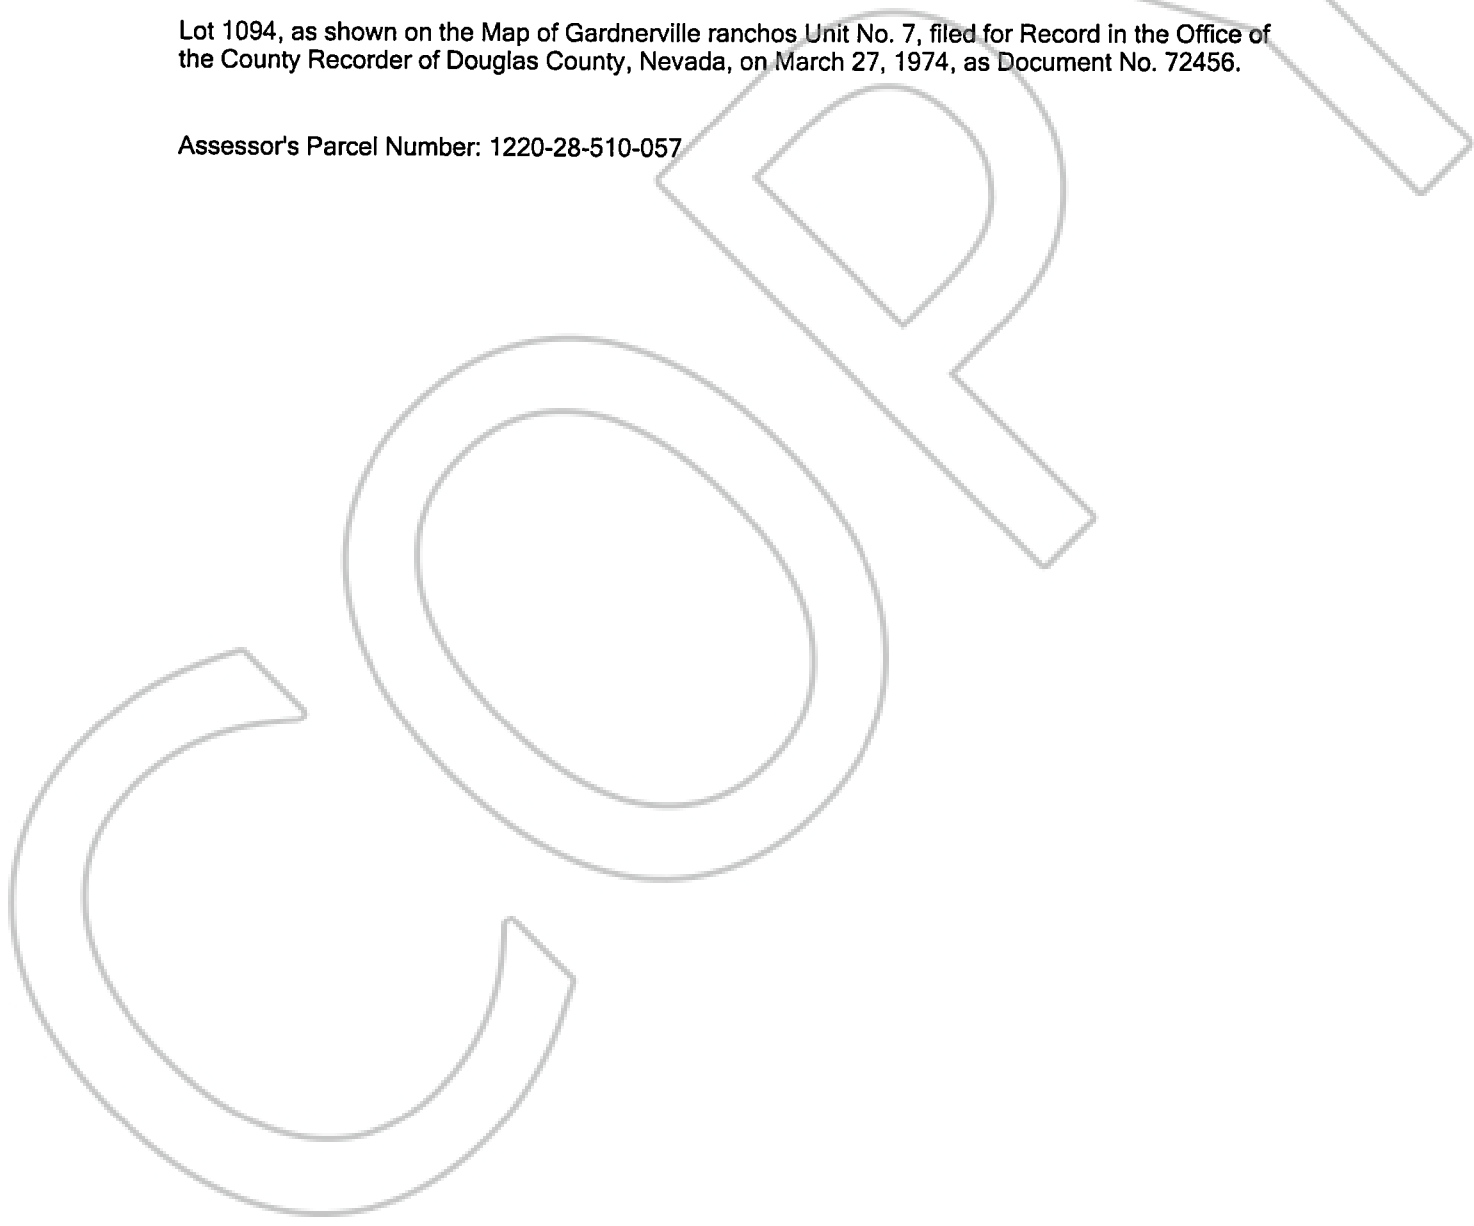 Lot 1094, as shown on the Map of Gardnerville ranchos Unit No. 7, filed for Record in the Office of
the County Recorder of Douglas County, Nevada, on March 27, 1974, as Document No. 72456.
Assessor's Parcel Number: 1220-28-510-057
COPY